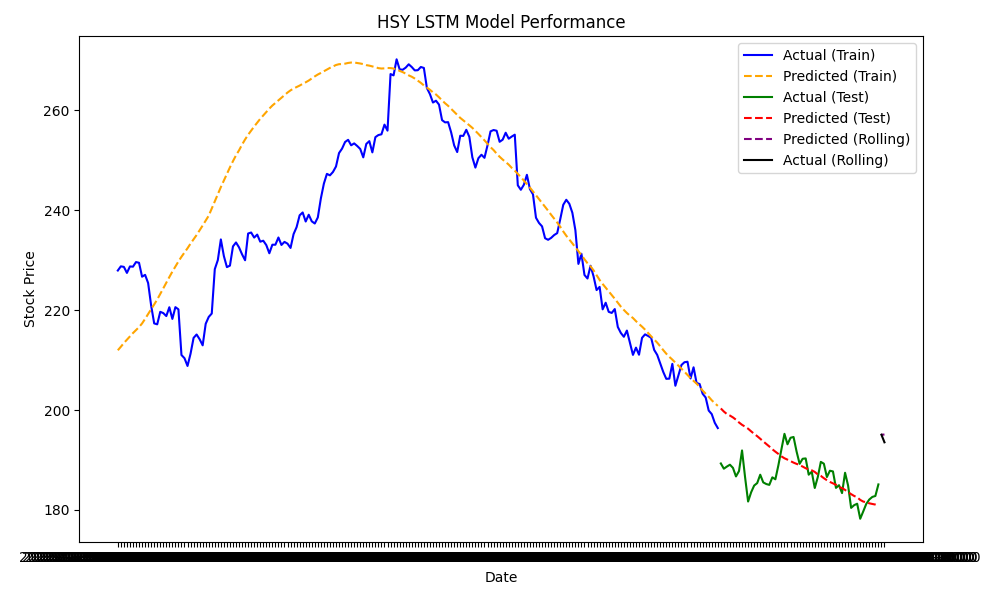 HSY LSTM Model Performance
Actual (Train)
Predicted (Train)
Actual (Test)
Predicted (Test)
Predicted (Rolling)
Actual (Rolling)
Stock Price
260
240
220
200
180
Date